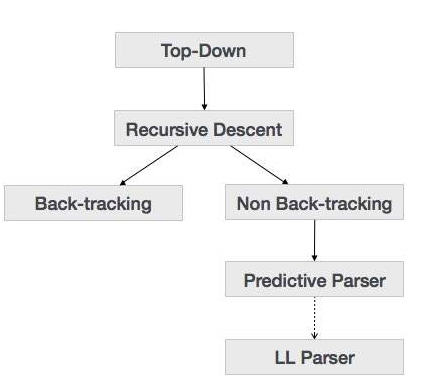 Top-Down
Recursive Descent
Back-tracking
Non Back-tracking
Predictive Parser
LL Parser